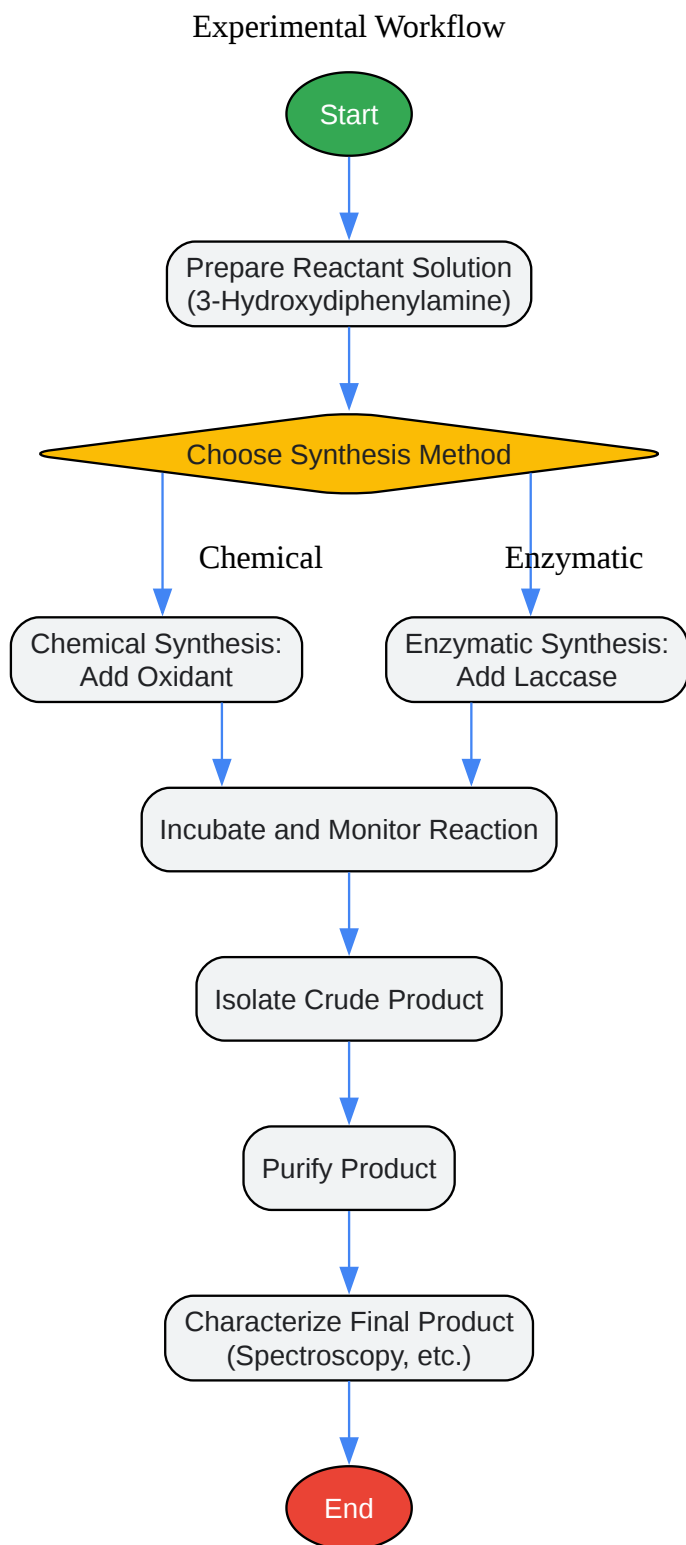 Experimental Workflow
Start
Prepare Reactant Solution
(3-Hydroxydiphenylamine)
Choose Synthesis Method
Chemical
Enzymatic
Chemical Synthesis:
Add Oxidant
Enzymatic Synthesis:
Add Laccase
Incubate and Monitor Reaction
Isolate Crude Product
Purify Product
Characterize Final Product
(Spectroscopy, etc.)
End